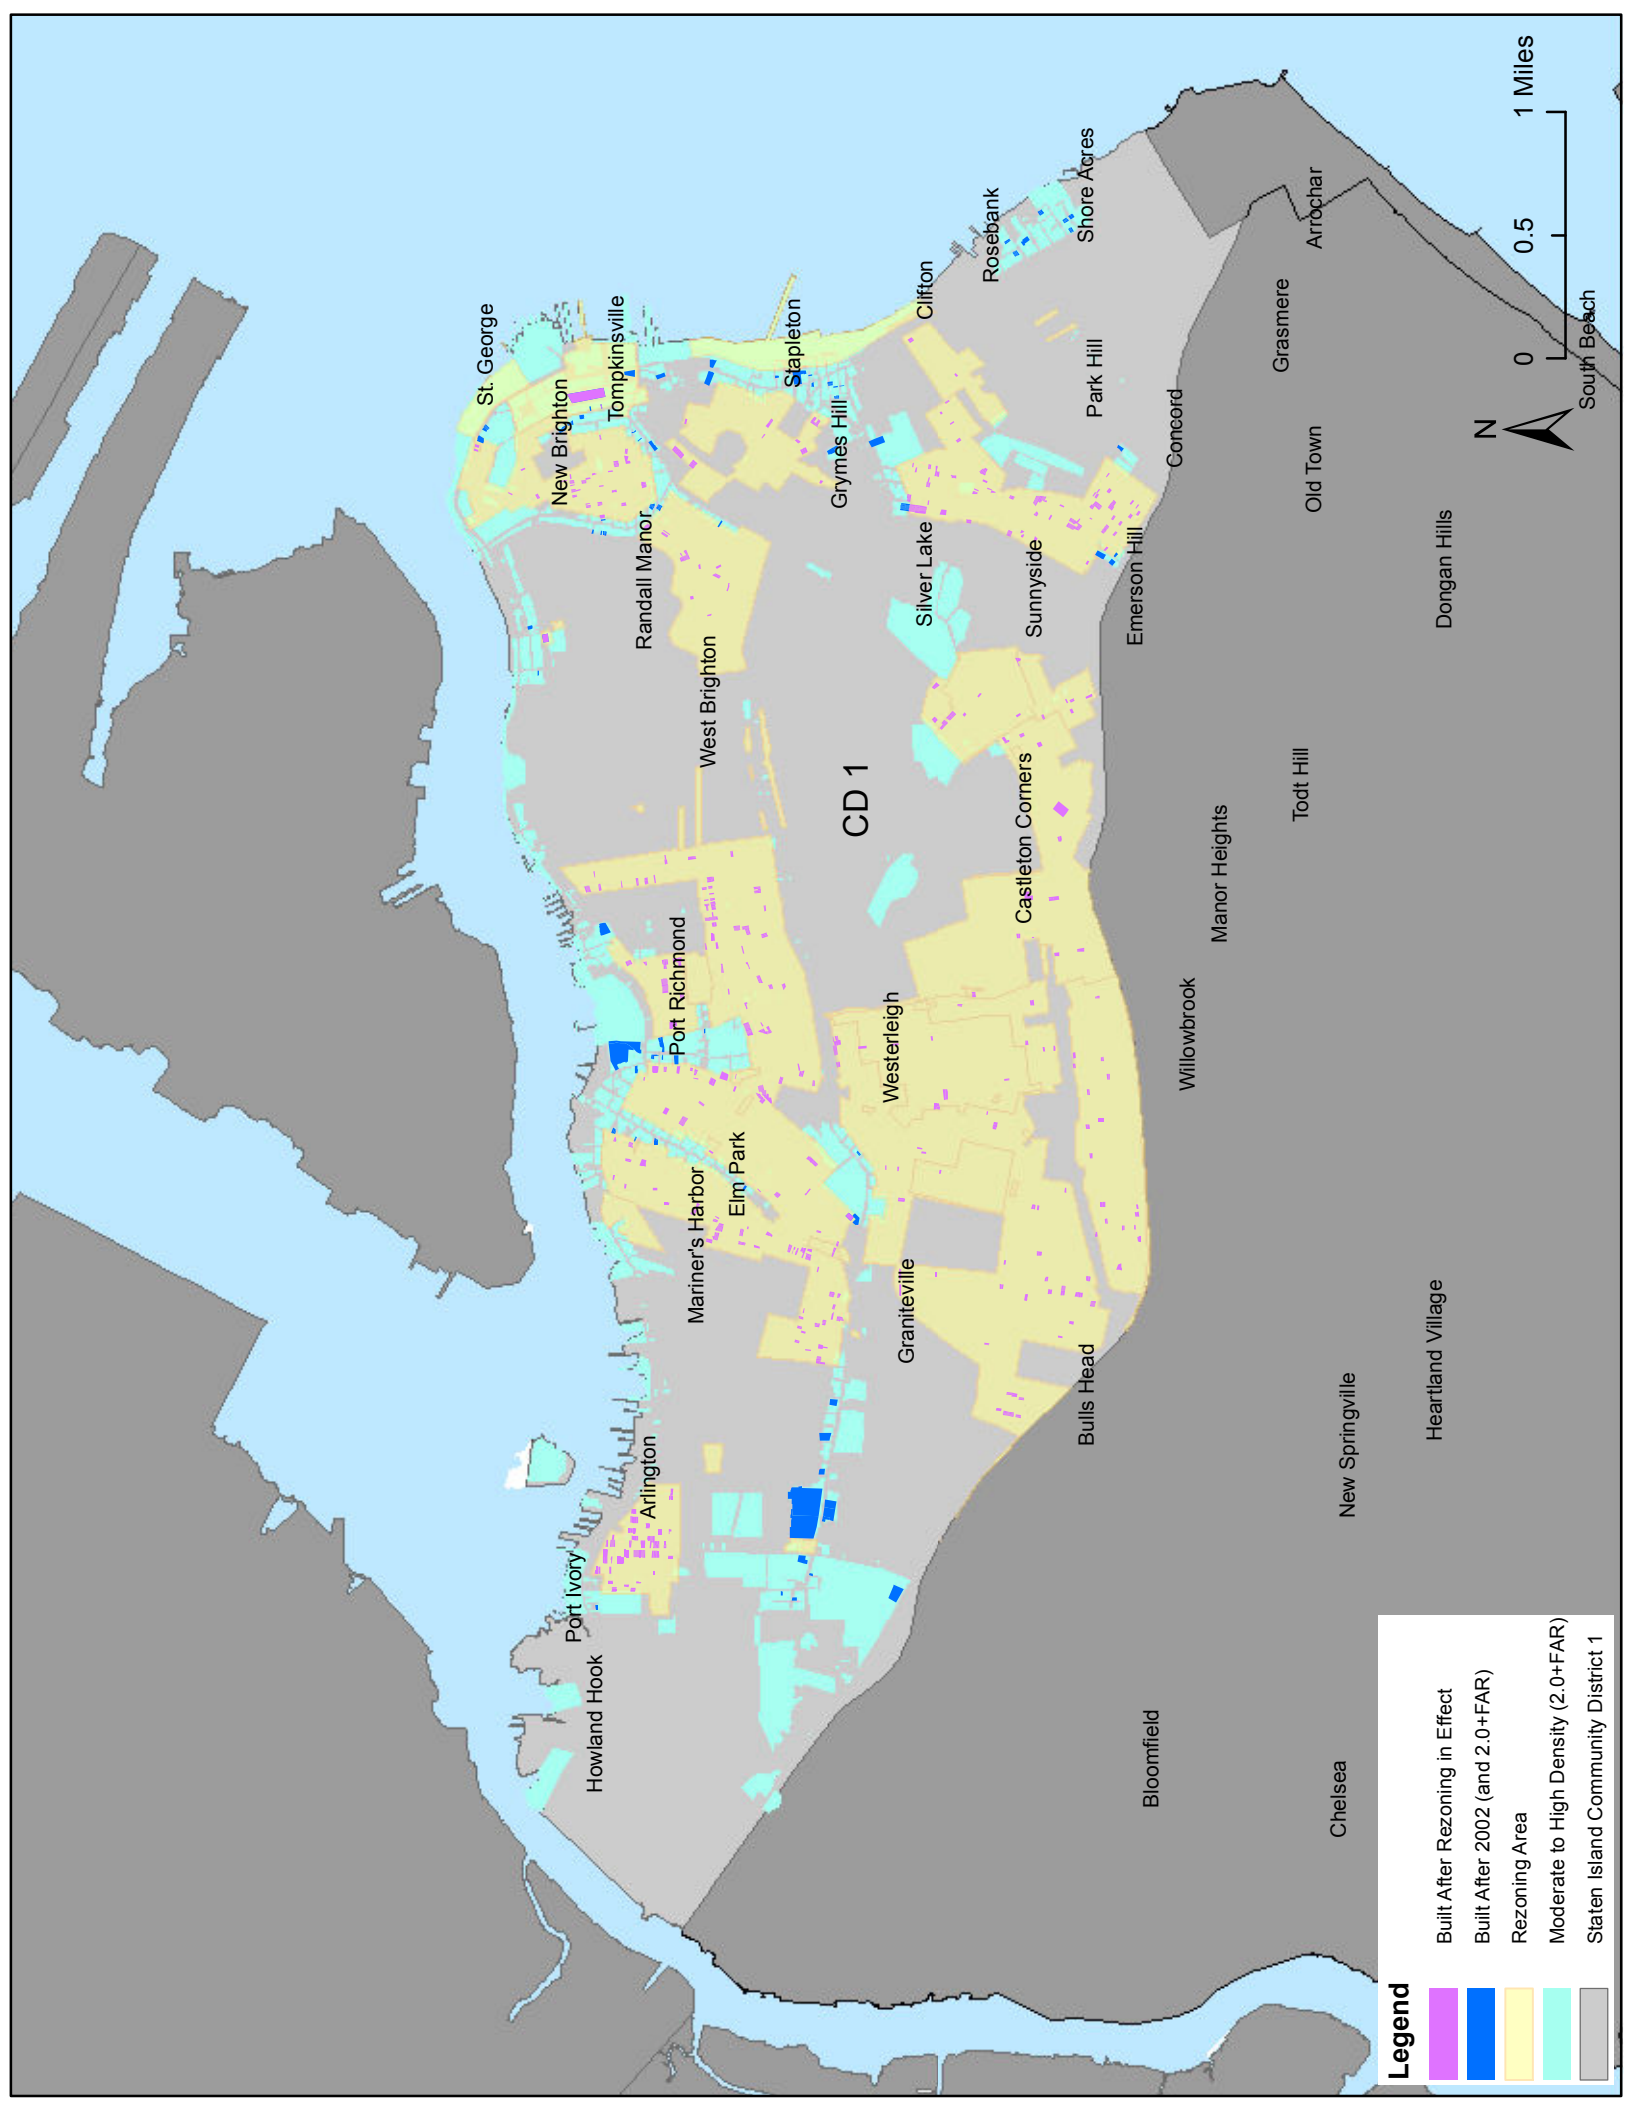 St. George
New Brighton
Tompkinsville
Randall Manor
West Brighton
Stapleton
Grymes Hill
Clifton
Rosebank
Shore Acres
Silver Lake
Sunnyside
Park Hill
Emerson Hill
Concord
Grasmere
Arrochar
South Beach
Old Town
Dongan Hills
Todt Hill
Manor Heights
Castleton Corners
CD 1
Port Richmond
Westerleigh
Willowbrook
Elm Park
Mariner's Harbor
Graniteville
Bulls Head
Heartland Village
New Springville
Arlington
Port Ivory
Howland Hook
Bloomfield
Chelsea
N
0 0.5 1 Miles
Legend
Built After Rezoning in Effect
Built After 2002 (and 2.0+FAR)
Rezoning Area
Moderate to High Density (2.0+FAR)
Staten Island Community District 1